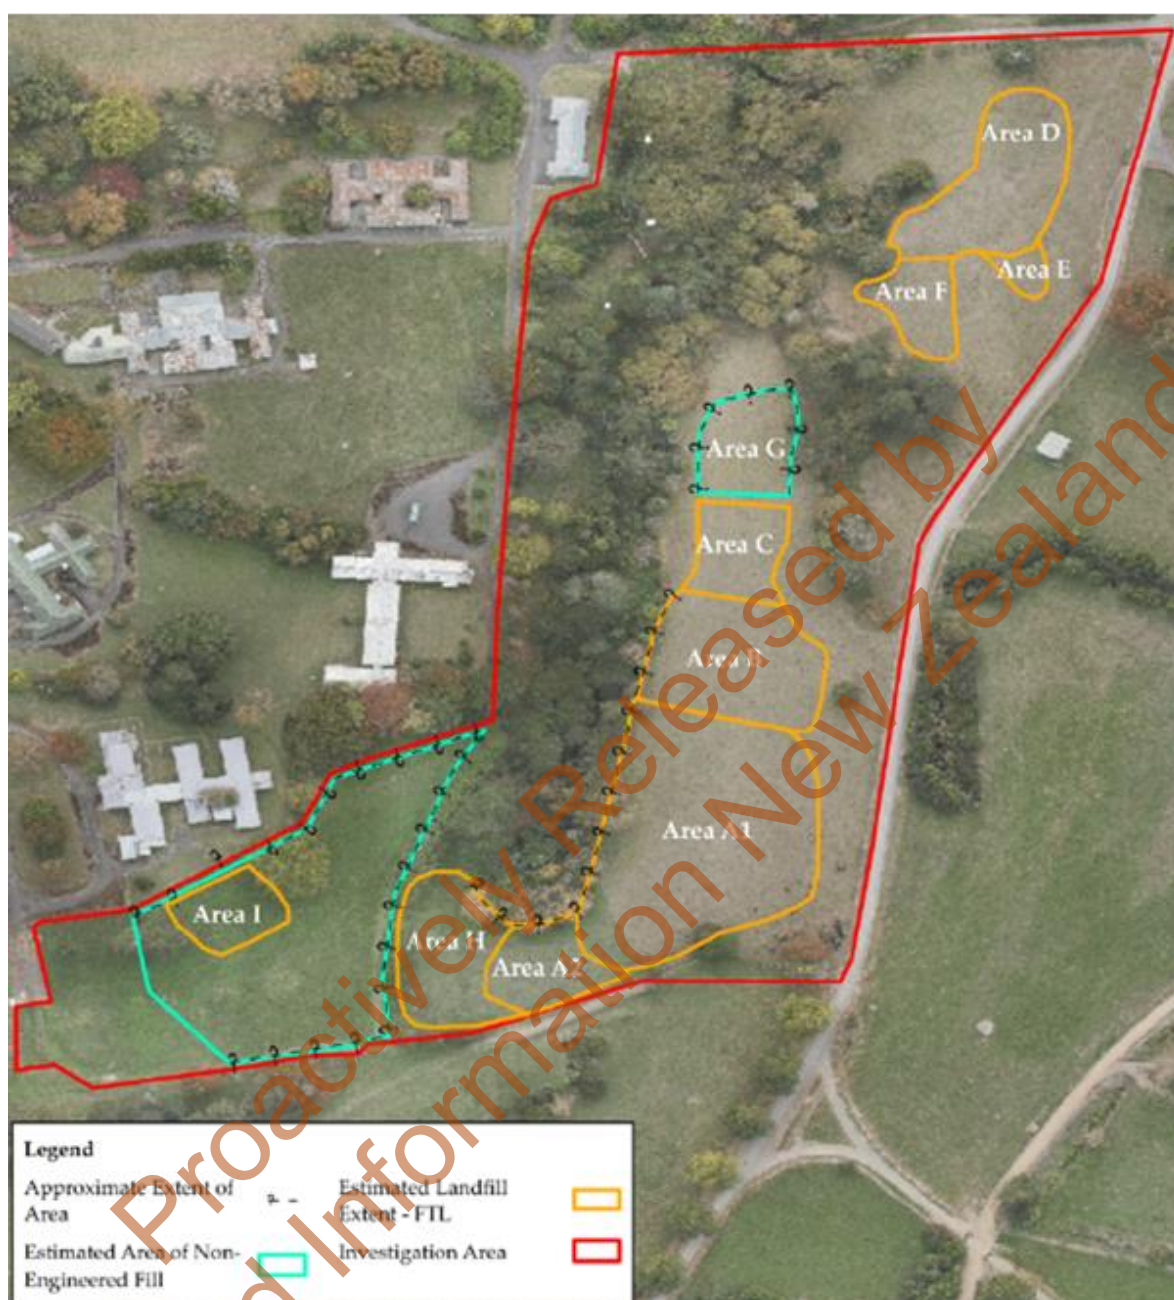 Area D
Area E
Area F
Area G
Area C
Area B
Area A1
Area I
Area H
Area A2
Proactively Released by
Information New Zealand
Legend
Approximate Extent of
Area
? -
Estimated Landfill
Extent - FTL
Estimated Area of Non-
Engineered Fill
Investigation Area